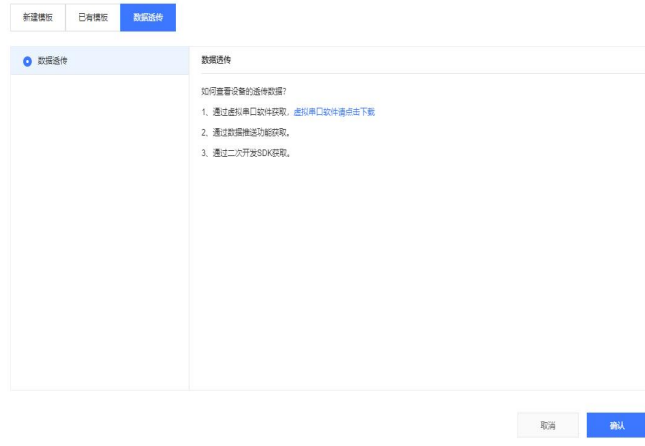 新建模板 已有模板 数据透传
数据透传
数据透传
如何查看设备的透传数据?
1、通过虚拟串口软件获取，虚拟串口软件请点击下载
2、通过数据推送功能获取。
3、通过二次开发SDK获取。
取消 确认